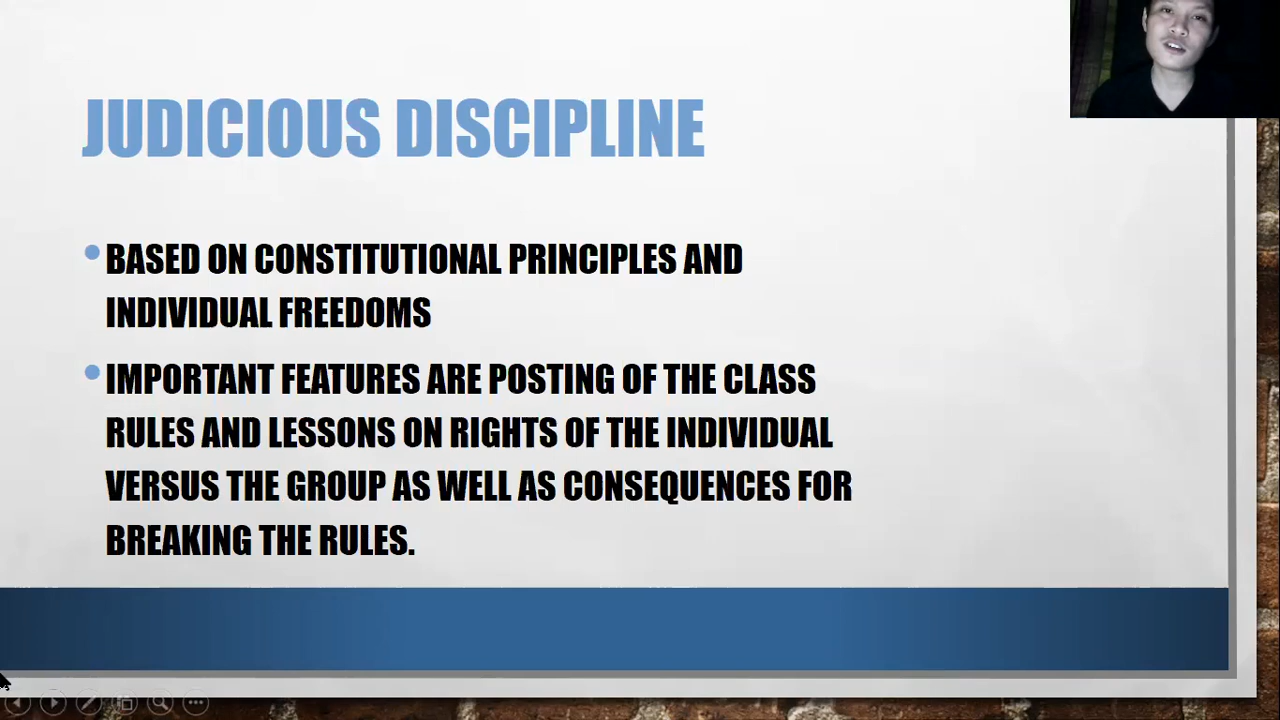 JUDICIOUS DISCIPLINE
BASED ON CONSTITUTIONAL PRINCIPLES AND
INDIVIDUAL FREEDOMS
IMPORTANT FEATURES ARE POSTING OF THE CLASS
RULES AND LESSONS ON RIGHTS OF THE INDIVIDUAL
VERSUS THE GROUP AS WELL AS CONSEQUENCES FOR
BREAKING THE RULES.